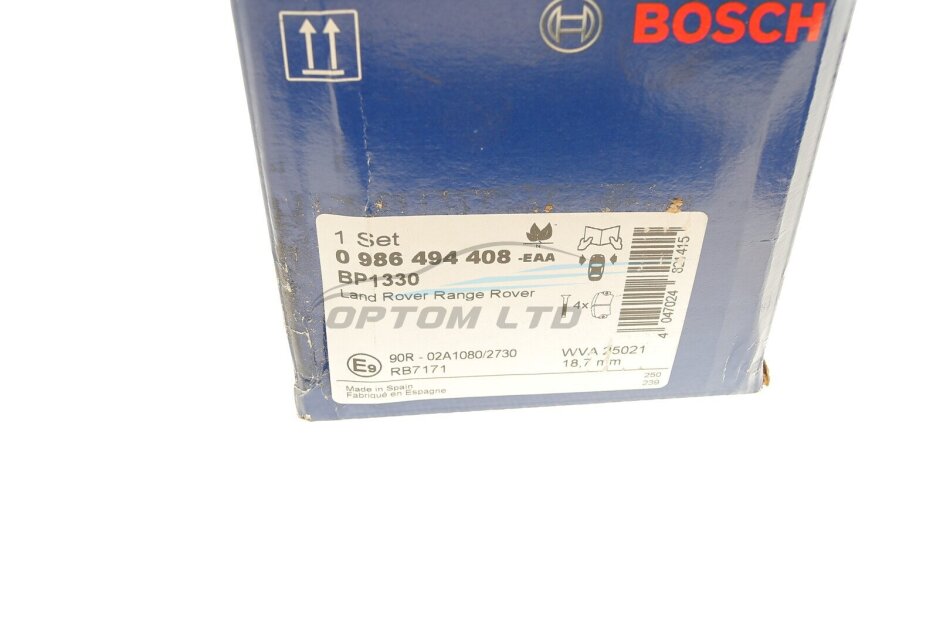 BOSCH
1 Set
0 986 494 408 -EAA
BP1330
Land Rover Range Rover
4x
4 047024 821415
OPTOM LTD
E9
90R - 02A1080/2730
RB7171
WVA 25021
18,7 mm
Made in Spain
Fabriqué en Espagne
250
239